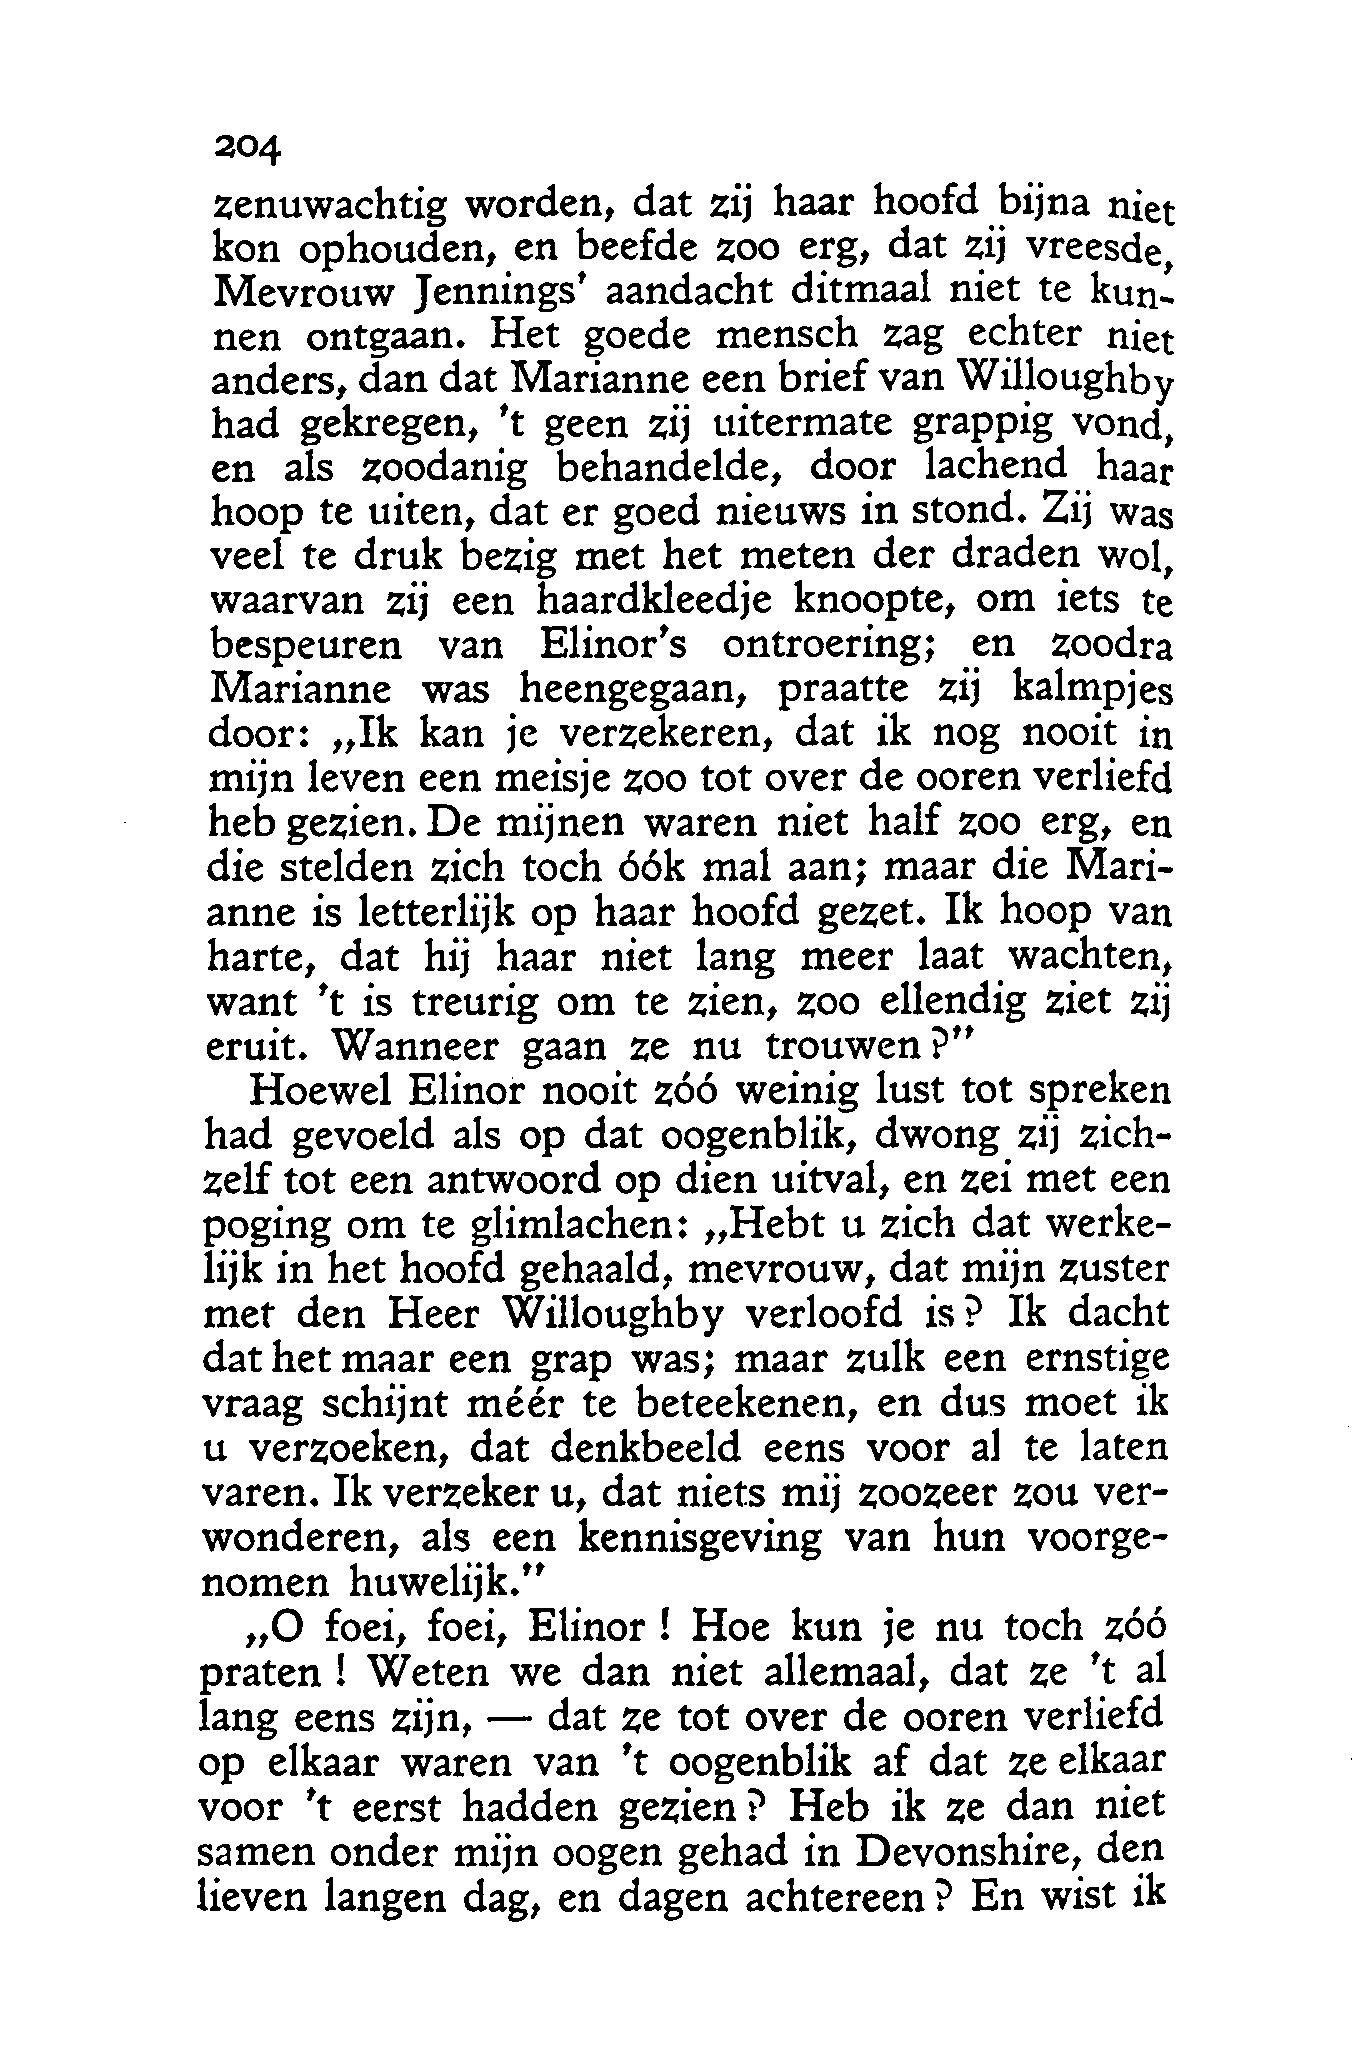 204
zenuwachtig worden, dat zij haar hoofd bijna niet
kon ophouden, en beefde zoo erg, dat zij vreesde,
Mevrouw Jennings' aandacht ditmaal niet te kun-
nen ontgaan. Het goede mensch zag echter niet
anders, dan dat Marianne een brief van Willoughby
had gekregen, 't geen zij uitermate grappig vond,
en als zoodanig behandelde, door lachend haar
hoop te uiten, dat er goed nieuws in stond. Zij was
veel te druk bezig met het meten der draden wol,
waarvan zij een haardkleedje knoopte, om iets te
bespeuren van Elinor's ontroering; en zoodra
Marianne was heengegaan, praatte zij kalmpjes
door: „Ik kan je verzekeren, dat ik nog nooit in
mijn leven een meisje zoo tot over de ooren verliefd
heb gezien. De mijnen waren niet half zoo erg, en
die stelden zich toch óók mal aan; maar die Mari-
anne is letterlijk op haar hoofd gezet. Ik hoop van
harte, dat hij haar niet lang meer laat wachten,
want 't is treurig om te zien, zoo ellendig ziet zij
eruit. Wanneer gaan ze nu trouwen?"
Hoewel Elinor nooit zóó weinig lust tot spreken
had gevoeld als op dat oogenblik, dwong zij zich-
zelf tot een antwoord op dien uitval, en zei met een
poging om te glimlachen: „Hebt u zich dat werke-
lijk in het hoofd gehaald, mevrouw, dat mijn zuster
met den Heer Willoughby verloofd is? Ik dacht
dat het maar een grap was; maar zulk een ernstige
vraag schijnt méér te beteekenen, en dus moet ik
u verzoeken, dat denkbeeld eens voor al te laten
varen. Ik verzeker u, dat niets mij zoozeer zou ver-
wonderen, als een kennisgeving van hun voorge-
nomen huwelijk."
„O foei, foei, Elinor! Hoe kun je nu toch zóó
praten! Weten we dan niet allemaal, dat ze 't al
lang eens zijn, — dat ze tot over de ooren verliefd
op elkaar waren van 't oogenblik af dat ze elkaar
voor 't eerst hadden gezien? Heb ik ze dan niet
samen onder mijn oogen gehad in Devonshire, den
lieven langen dag, en dagen achtereen? En wist ik